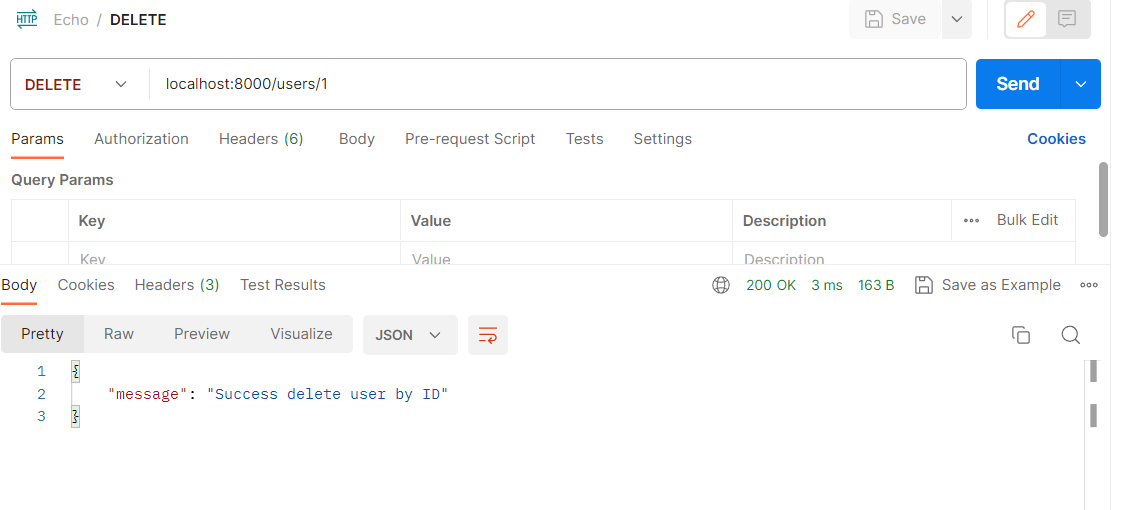 HTTP Echo / DELETE Save
DELETE localhost:8000/users/1 Send
Params Authorization Headers (6) Body Pre-request Script Tests Settings Cookies
Query Params
Key Value Description ••• Bulk Edit
Key Value Description
Body Cookies Headers (3) Test Results 200 OK 3 ms 163 B Save as Example •••
Pretty Raw Preview Visualize JSON
1 {
2 "message": "Success delete user by ID"
3 }